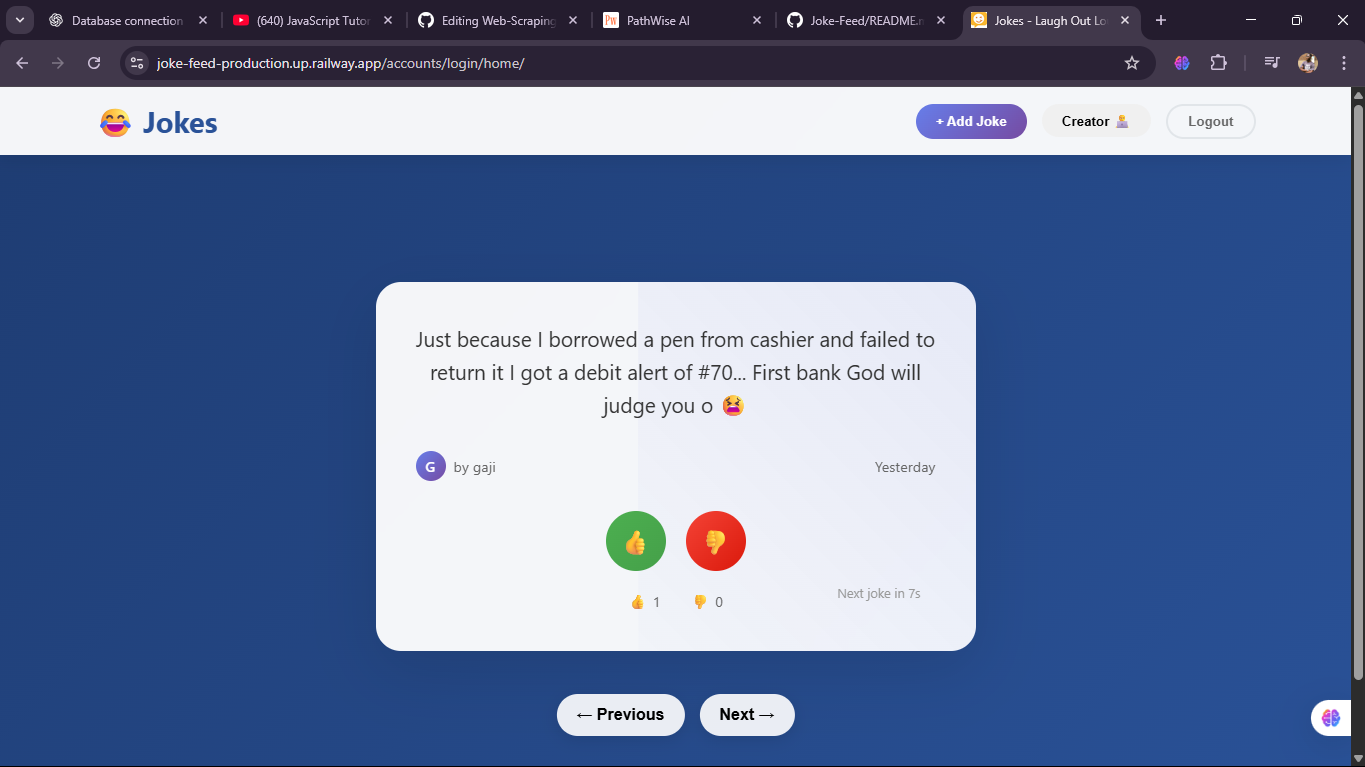 Database connection
(640) JavaScript Tutor
Editing Web-Scraping
PathWise AI
Joke-Feed/README.m
Jokes - Laugh Out Lo
joke-feed-production.up.railway.app/accounts/login/home/
😂 Jokes
+ Add Joke
Creator
Logout
Just because I borrowed a pen from cashier and failed to
return it I got a debit alert of #70... First bank God will
judge you o 😆
G by gaji
Yesterday
👍 👎
👍 1 👎 0
Next joke in 7s
← Previous
Next →